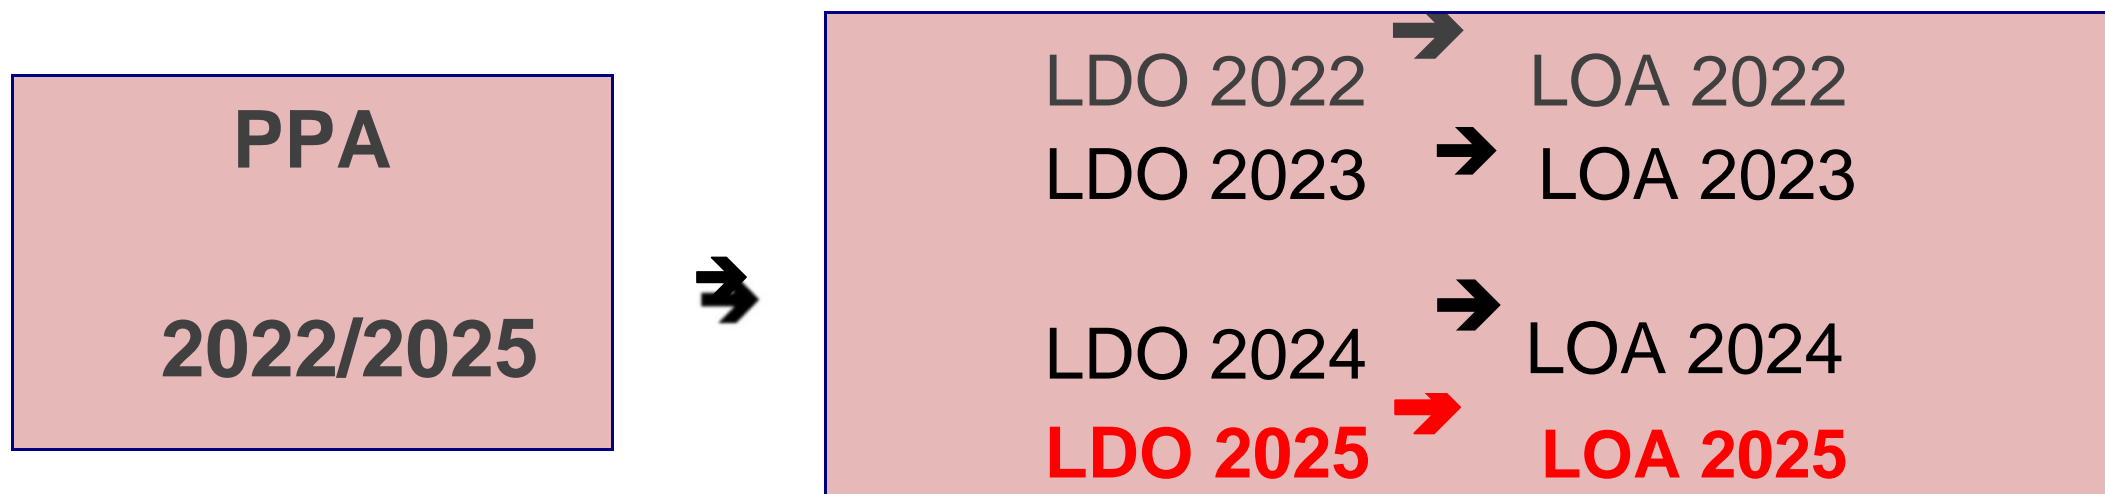 PPA
2022/2025
LDO 2022 → LOA 2022
LDO 2023 → LOA 2023
LDO 2024 → LOA 2024
LDO 2025 → LOA 2025